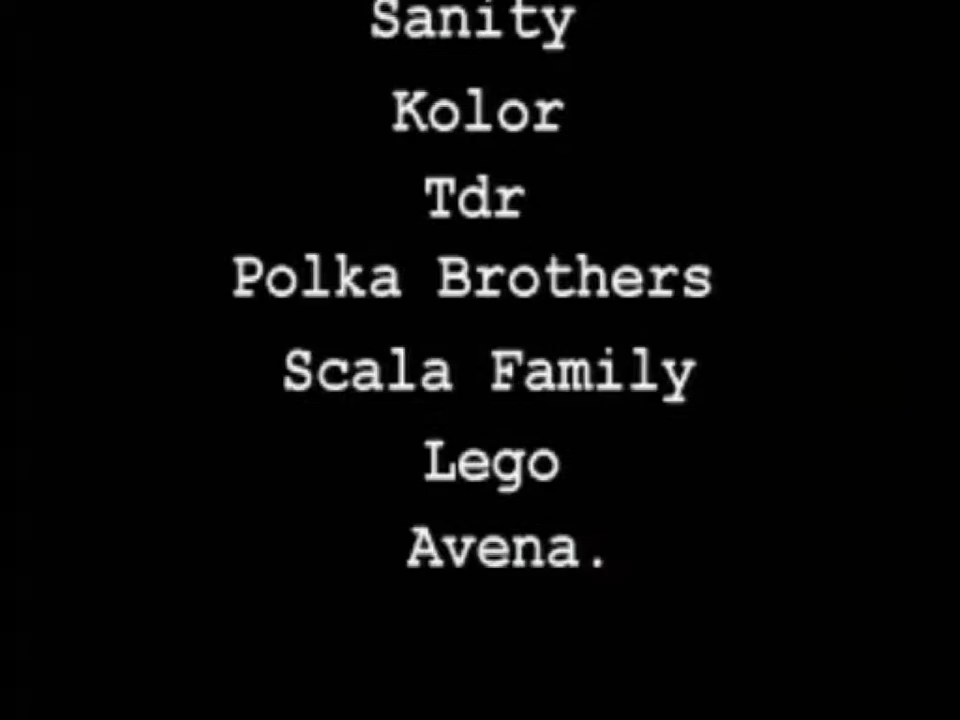 Sanity
Kolor
Tdr
Polka Brothers
Scala Family
Lego
Avena.